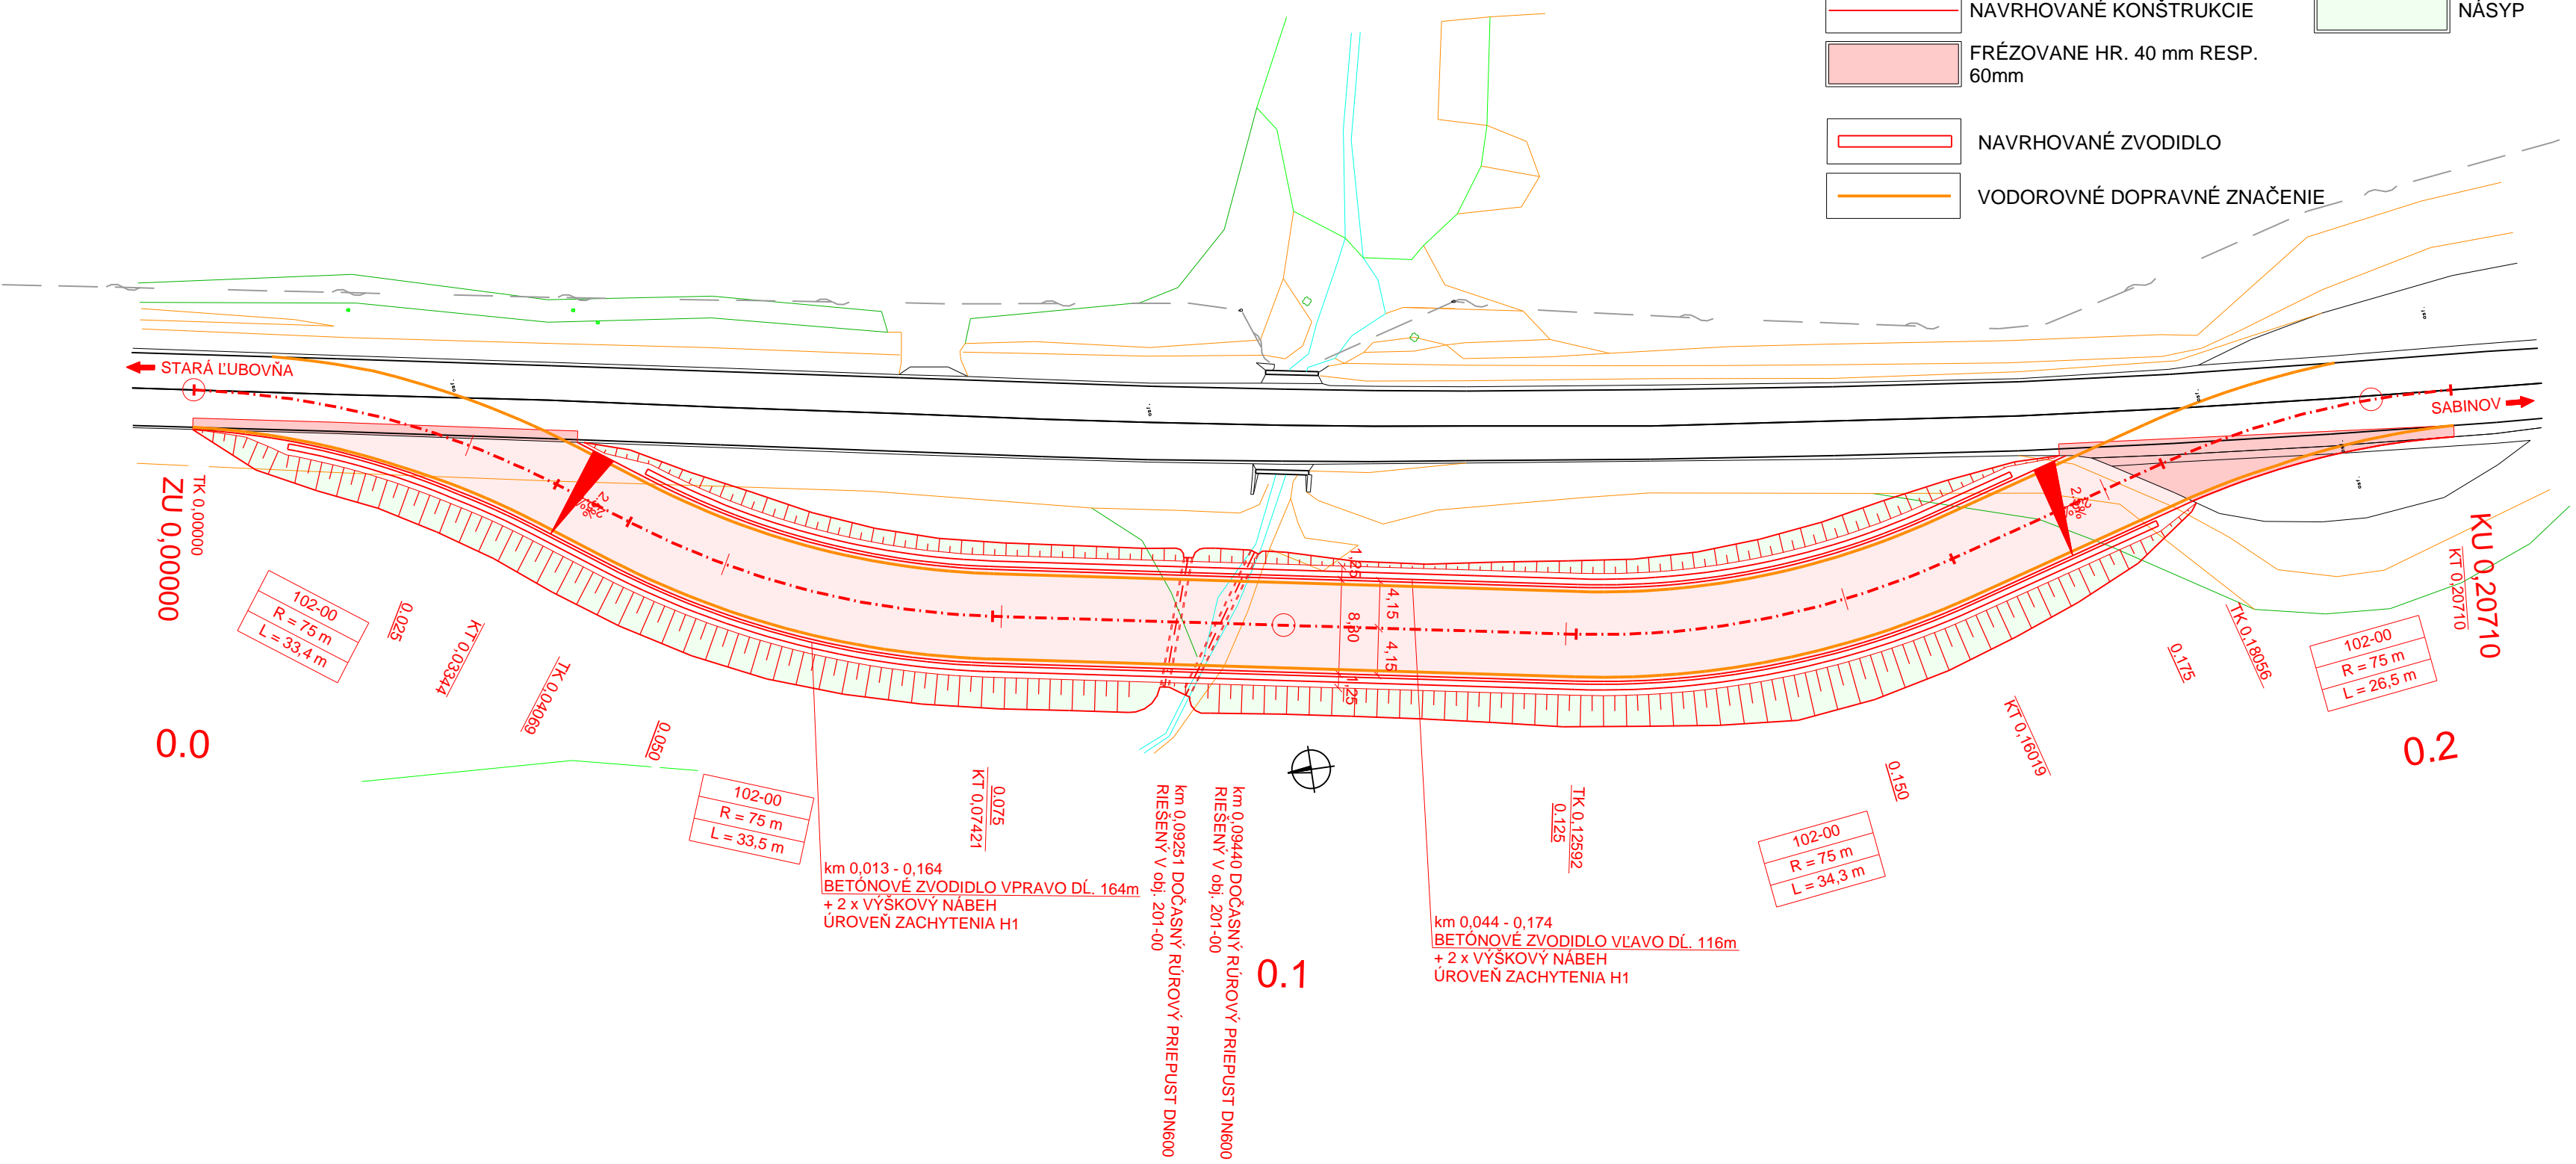 NAVRHOVANÉ KONŠTRUKCIE
NÁSYP
FRÉZOVANE HR. 40 mm RESP.
60mm
NAVRHOVANÉ ZVODIDLO
VODOROVNÉ DOPRAVNÉ ZNAČENIE
STARÁ ĽUBOVŇA
SABINOV
ZU 0,00000
TK 0,00000
102-00
R = 75 m
L = 33,4 m
0.025
KT 0,03344
TK 0,04069
0.050
0.0
102-00
R = 75 m
L = 33,5 m
km 0,013 - 0,164
BETÓNOVÉ ZVODIDLO VPRAVO DĹ. 164m
+ 2 x VÝŠKOVÝ NÁBEH
ÚROVEŇ ZACHYTENIA H1
0.075
KT 0,07421
km 0,09251 DOČASNÝ RÚROVÝ PRIEPUST DN600
RIEŠENÝ V obj. 201-00
km 0,09440 DOČASNÝ RÚROVÝ PRIEPUST DN600
RIEŠENÝ V obj. 201-00
0.1
1,25
8,30
1,25
4,15
4,15
km 0,044 - 0,174
BETÓNOVÉ ZVODIDLO VĽAVO DĹ. 116m
+ 2 x VÝŠKOVÝ NÁBEH
ÚROVEŇ ZACHYTENIA H1
TK 0,12592
0.125
102-00
R = 75 m
L = 34,3 m
0.150
KT 0,16019
0.175
TK 0,18056
102-00
R = 75 m
L = 26,5 m
KU 0,20710
KT 0,20710
0.2